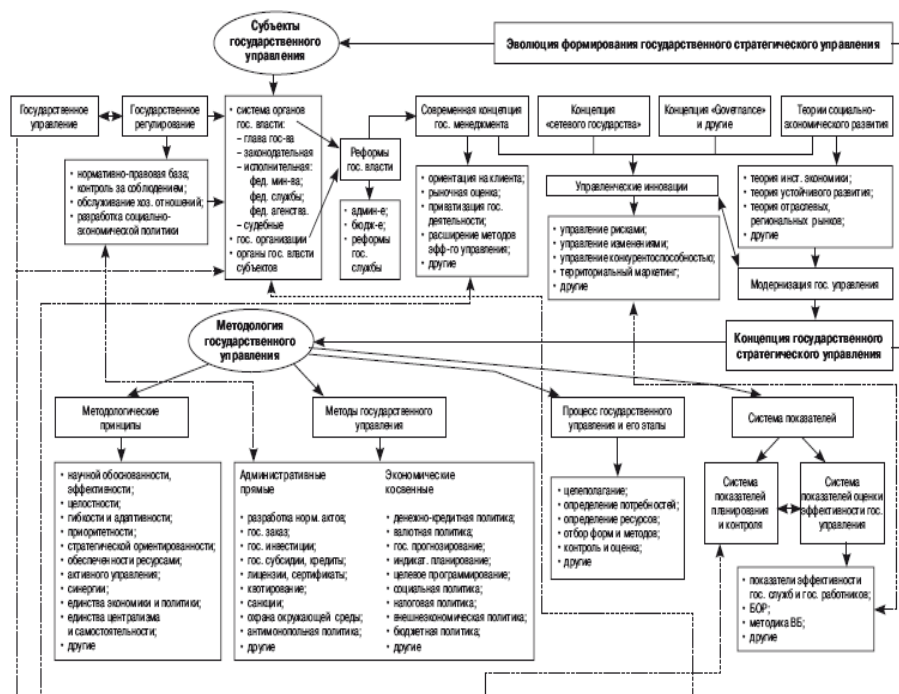 Субъекты
государственного
управления
Эволюция формирования государственного стратегического управления
Государственное
управление
Государственное
регулирование
• система органов
гос. власти:
– глава гос-ва
– законодательная
– исполнительная:
фед. мин-ва;
фед. службы;
фед. агенства.
– судебные
• гос. организации
• органы гос. власти
субъектов
Реформы
гос. власти
Современная концепция
гос. менеджмента
Концепция
«сетевого государства»
Концепция «Governance»
и другие
Теории социально-
экономического развития
• нормативно-правовая база;
• контроль за соблюдением;
• обслуживание хоз. отношений;
• разработка социально-
экономической политики
• админ-е;
• бюдж-е;
• реформы
гос.
службы
• ориентация на клиента;
• рыночная оценка;
• приватизация гос.
деятельности;
• расширение методов
эфф-го управления;
• другие
Управленческие инновации
• управление рисками;
• управление изменениями;
• управление конкурентоспособностью;
• территориальный маркетинг;
• другие
• теория инст. экономики;
• теория устойчивого развития;
• теория отраслевых,
региональных рынков;
• другие
Модернизация гос. управления
Методология
государственного
управления
Концепция государственного
стратегического управления
Методологические
принципы
Методы государственного
управления
Процесс государственного
управления и его этапы
Система показателей
• научной обоснованности,
эффективности;
• целостности;
• гибкости и адаптивности;
• приоритетности;
• стратегической ориентированности;
• обеспеченности ресурсами;
• активного управления;
• синергии;
• единства экономики и политики;
• единства централизма
и самостоятельности;
• другие
Административные
прямые
• разработка норм. актов;
• гос. заказ;
• гос. инвестиции;
• гос. субсидии, кредиты;
• лицензии, сертификаты;
• квотирование;
• санкции;
• охрана окружающей среды;
• антимонопольная политика;
• другие
Экономические
косвенные
• денежно-кредитная политика;
• валютная политика;
• гос. прогнозирование;
• индикат. планирование;
• целевое программирование;
• социальная политика;
• налоговая политика;
• внешнеэкономическая политика;
• бюджетная политика;
• другие
• целеполагание;
• определение потребностей;
• определение ресурсов;
• отбор форм и методов;
• контроль и оценка;
• другие
Система
показателей
планирования
и контроля
Система
показателей оценки
эффективности гос.
управления
• показатели эффективности
гос. служб и гос. работников;
• БОР;
• методика ВБ;
• другие